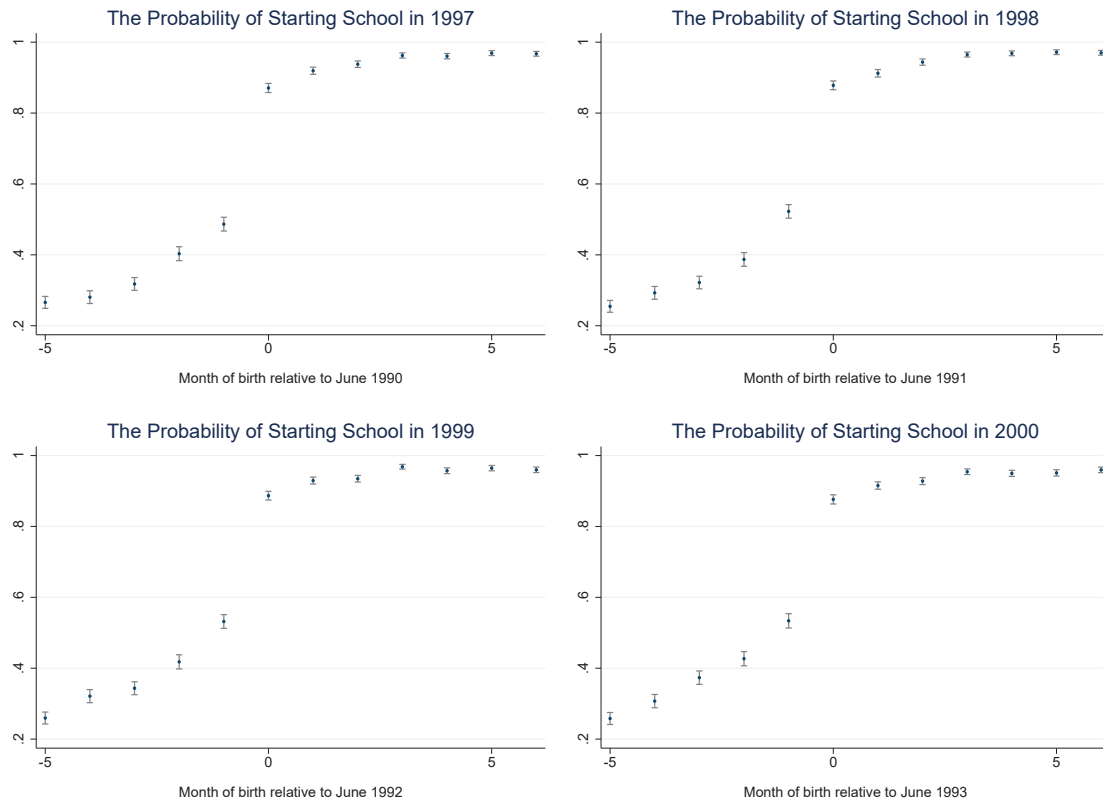 The Probability of Starting School in 1997
1
.8
.6
.4
.2
-5 0 5
Month of birth relative to June 1990
The Probability of Starting School in 1998
1
.8
.6
.4
.2
-5 0 5
Month of birth relative to June 1991
The Probability of Starting School in 1999
1
.8
.6
.4
.2
-5 0 5
Month of birth relative to June 1992
The Probability of Starting School in 2000
1
.8
.6
.4
.2
-5 0 5
Month of birth relative to June 1993